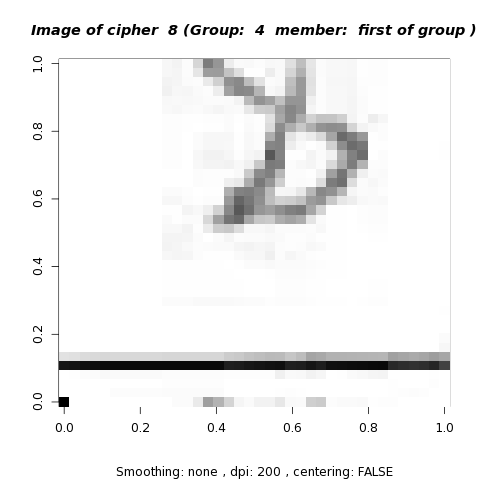 Image of cipher 8 (Group: 4 member: first of group )
1.0
0.8
0.6
0.4
0.2
0.0
0.0 0.2 0.4 0.6 0.8 1.0
Smoothing: none , dpi: 200 , centering: FALSE